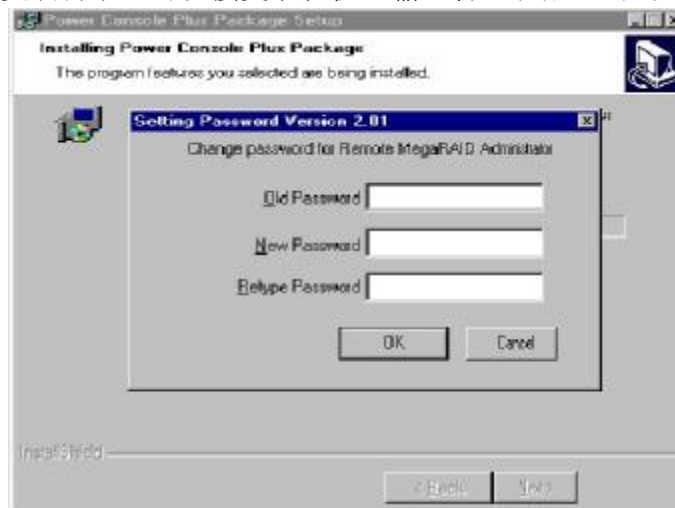 Power Console Plus Package Setup
Installing Power Console Plus Package
The program features you selected are being installed.
Setting Password Version 2.01
Change password for Remote MegaRAID Administrator
Old Password
New Password
Retype Password
OK
Cancel
InstallShield
< Back
Next >